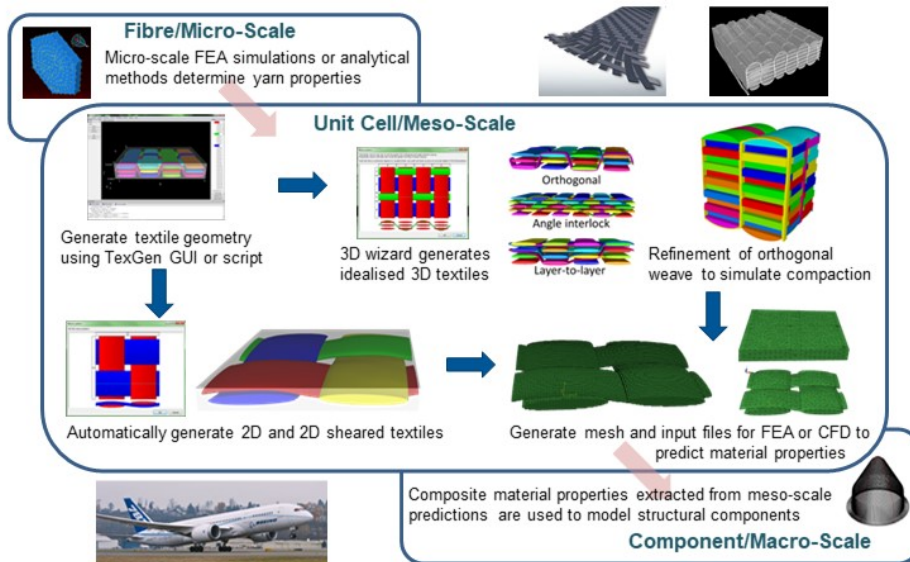 Fibre/Micro-Scale
Micro-scale FEA simulations or analytical
methods determine yarn properties
Unit Cell/Meso-Scale
Generate textile geometry
using TexGen GUI or script
3D wizard generates
idealised 3D textiles
Orthogonal
Angle interlock
Layer-to-layer
Refinement of orthogonal
weave to simulate compaction
Automatically generate 2D and 2D sheared textiles
Generate mesh and input files for FEA or CFD to
predict material properties
Composite material properties extracted from meso-scale
predictions are used to model structural components
Component/Macro-Scale
BOEING